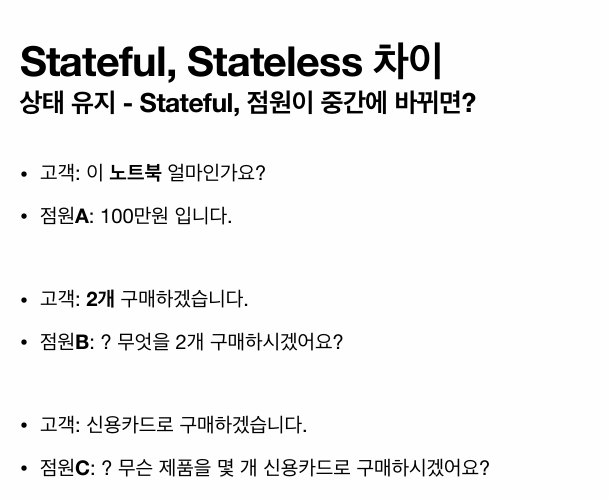 Stateful, Stateless 차이
상태 유지 - Stateful, 점원이 중간에 바뀌면?
• 고객: 이 노트북 얼마인가요?
• 점원A: 100만원 입니다.
• 고객: 2개 구매하겠습니다.
• 점원B: ? 무엇을 2개 구매하시겠어요?
• 고객: 신용카드로 구매하겠습니다.
• 점원C: ? 무슨 제품을 몇 개 신용카드로 구매하시겠어요?